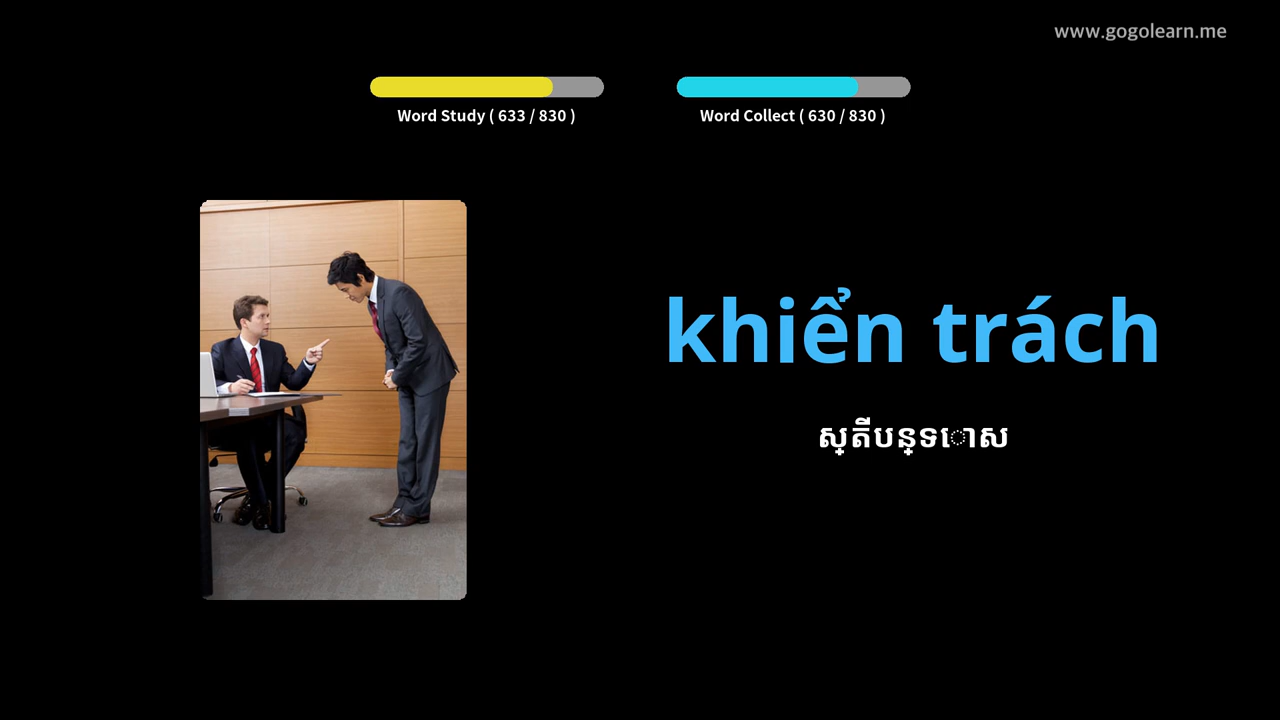 www.gogolearn.me
Word Study ( 633 / 830 )
Word Collect ( 630 / 830 )
khiển trách
ស្តីបន្ទោស